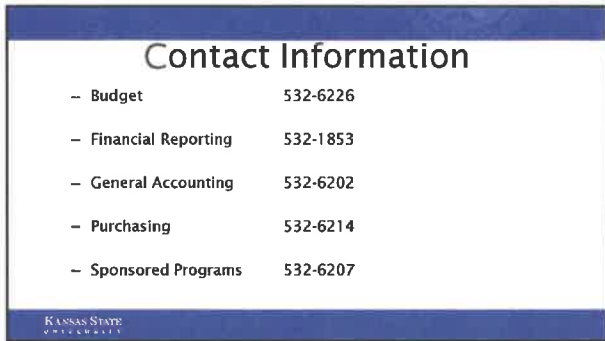 Contact Information
– Budget 532-6226
– Financial Reporting 532-1853
– General Accounting 532-6202
– Purchasing 532-6214
– Sponsored Programs 532-6207
KANSAS STATE
UNIVERSITY